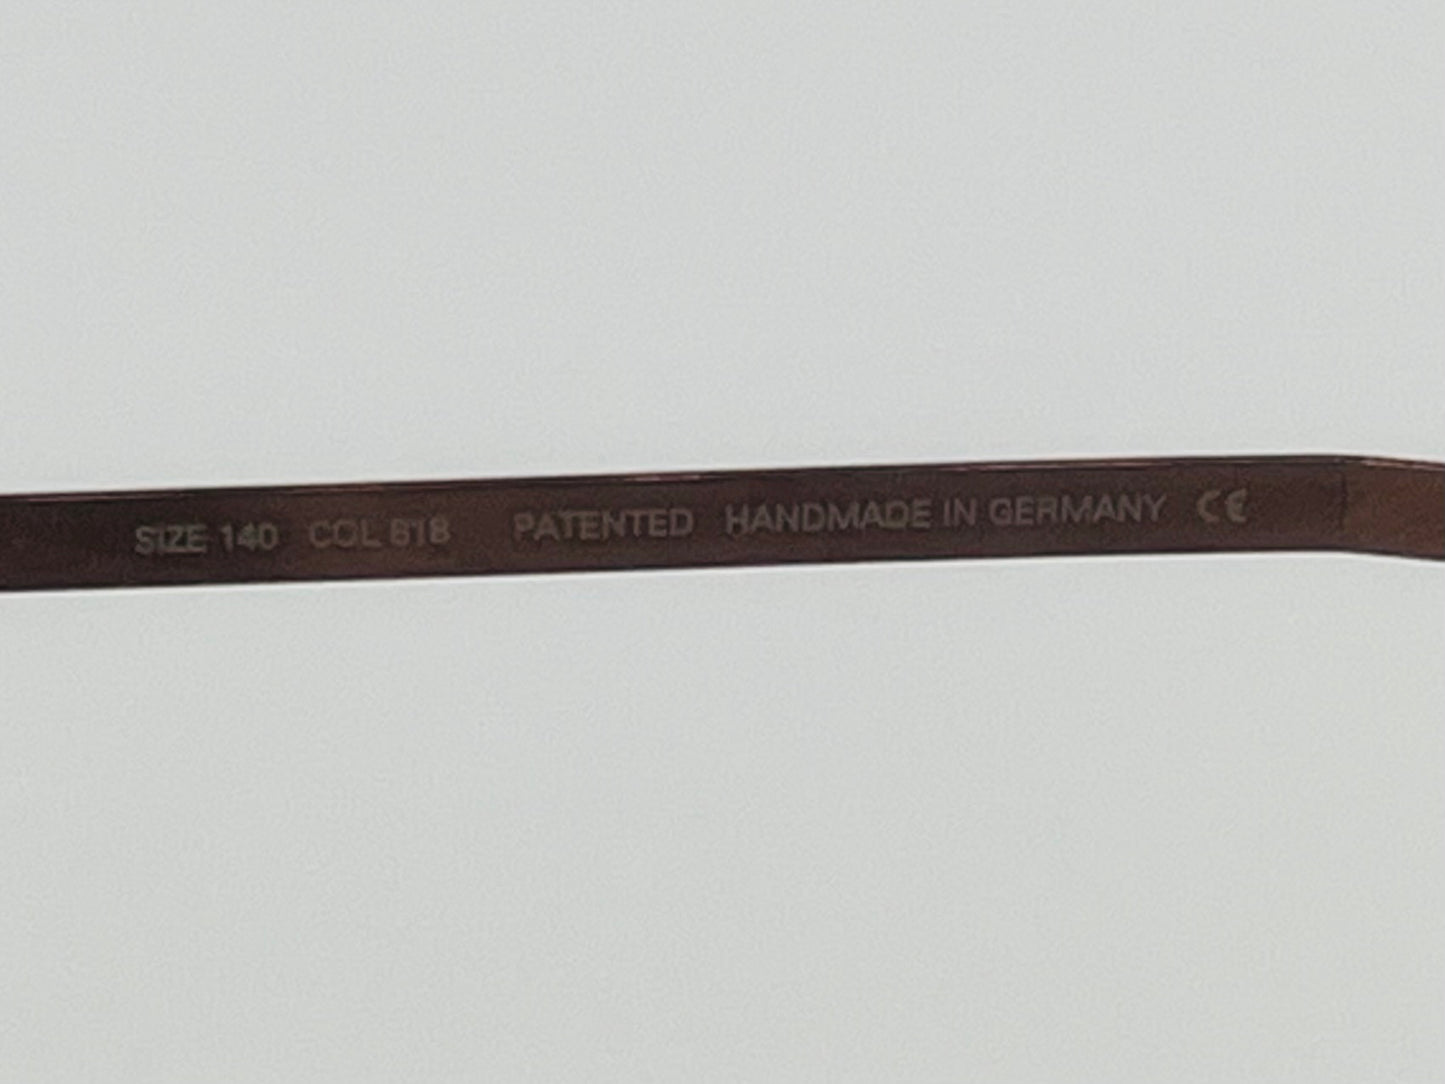 SIZE 140 COL 818 PATENTED HANDMADE IN GERMANY CE